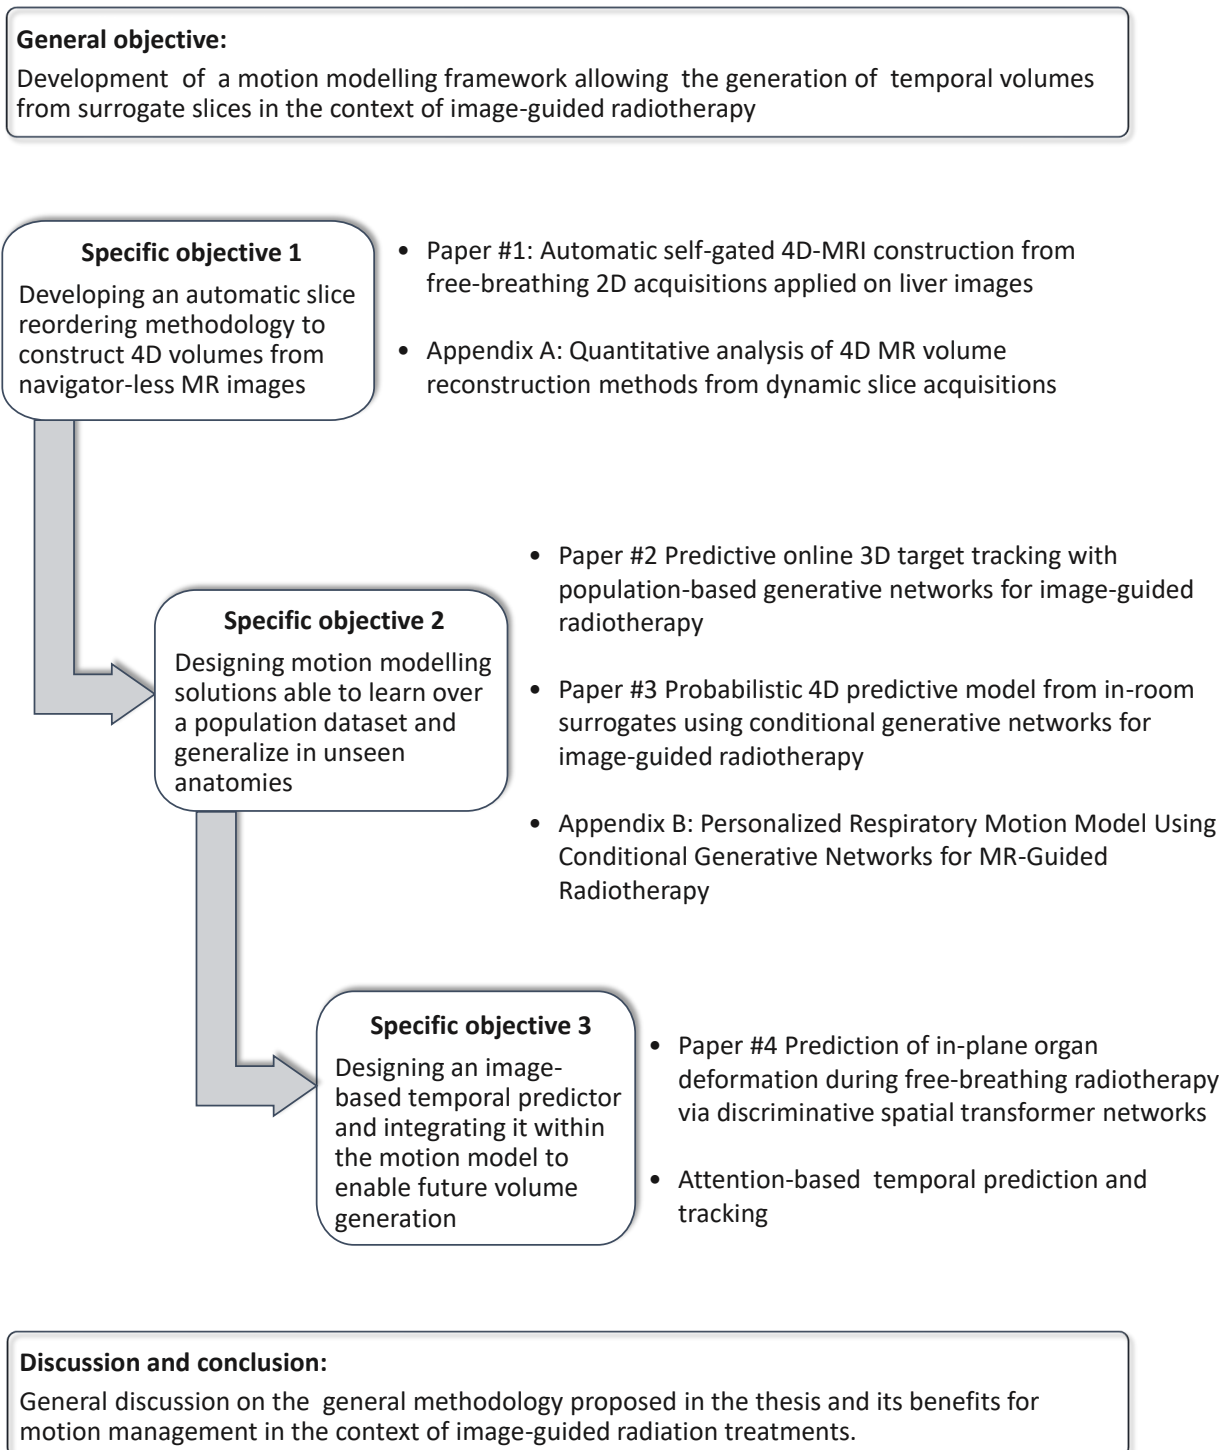 General objective:
Development of a motion modelling framework allowing the generation of temporal volumes
from surrogate slices in the context of image-guided radiotherapy
Specific objective 1
Developing an automatic slice
reordering methodology to
construct 4D volumes from
navigator-less MR images
• Paper #1: Automatic self-gated 4D-MRI construction from
free-breathing 2D acquisitions applied on liver images
• Appendix A: Quantitative analysis of 4D MR volume
reconstruction methods from dynamic slice acquisitions
Specific objective 2
Designing motion modelling
solutions able to learn over
a population dataset and
generalize in unseen
anatomies
• Paper #2 Predictive online 3D target tracking with
population-based generative networks for image-guided
radiotherapy
• Paper #3 Probabilistic 4D predictive model from in-room
surrogates using conditional generative networks for
image-guided radiotherapy
• Appendix B: Personalized Respiratory Motion Model Using
Conditional Generative Networks for MR-Guided
Radiotherapy
Specific objective 3
Designing an image-
based temporal predictor
and integrating it within
the motion model to
enable future volume
generation
• Paper #4 Prediction of in-plane organ
deformation during free-breathing radiotherapy
via discriminative spatial transformer networks
• Attention-based temporal prediction and
tracking
Discussion and conclusion:
General discussion on the general methodology proposed in the thesis and its benefits for
motion management in the context of image-guided radiation treatments.